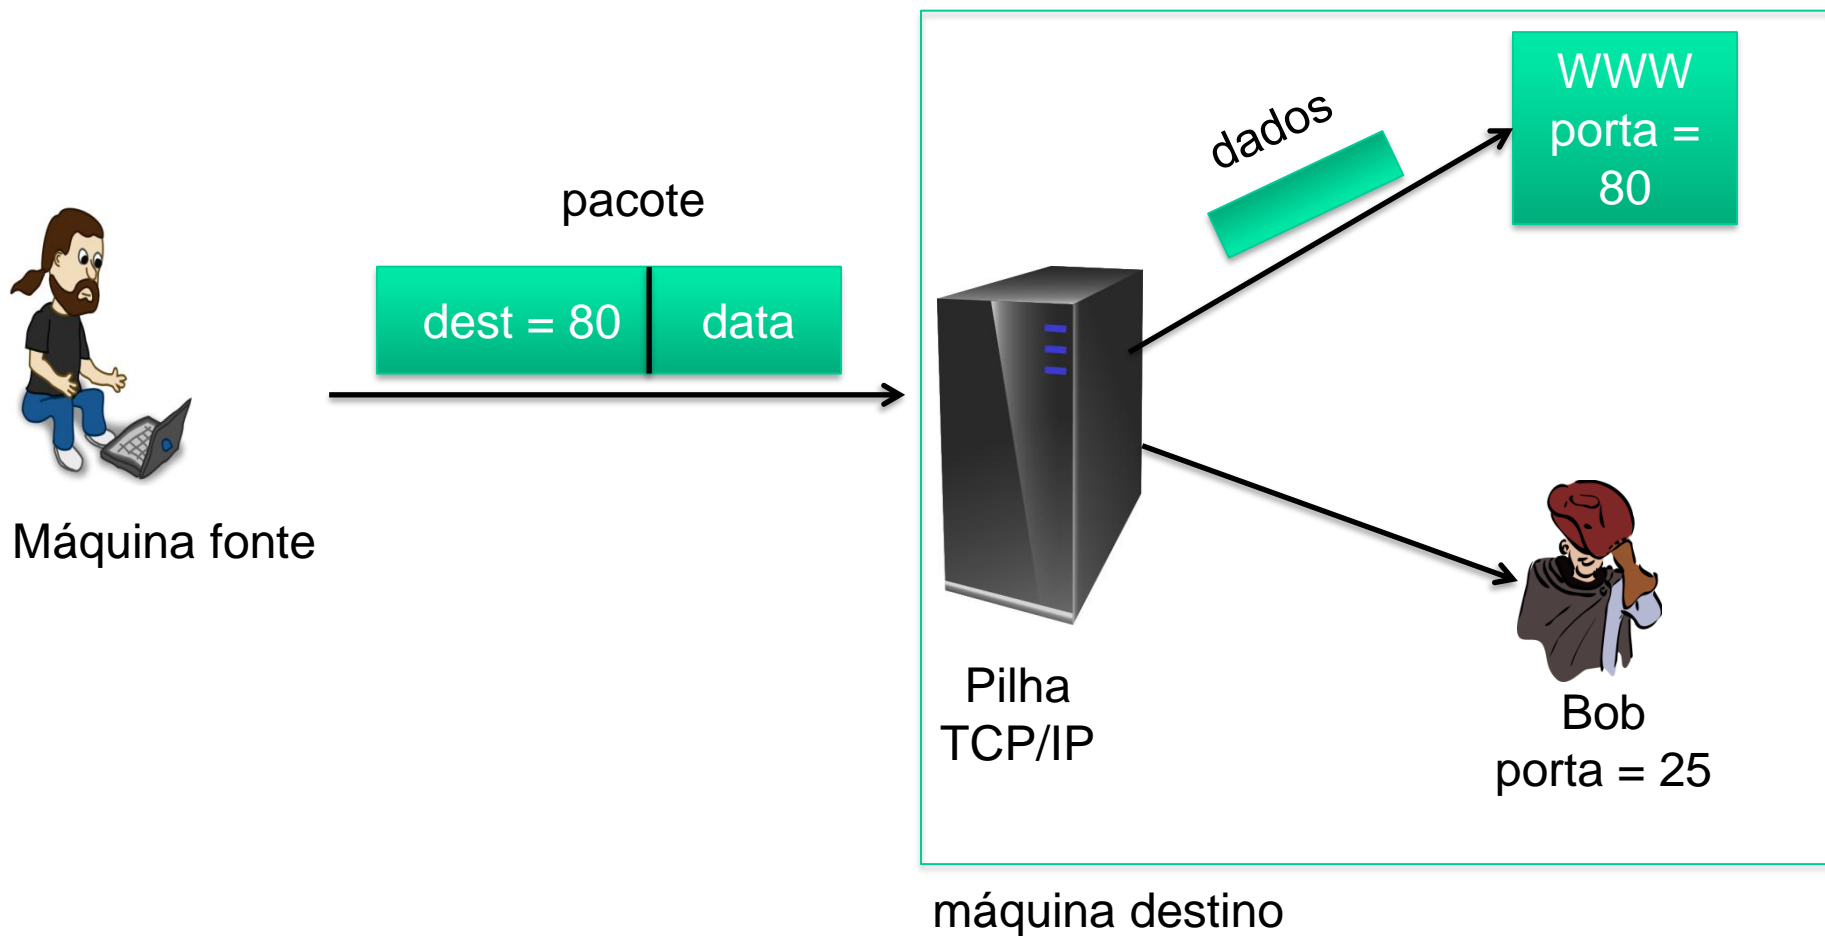 Máquina fonte
pacote
dest = 80
data
dados
WWW
porta =
80
Pilha
TCP/IP
Bob
porta = 25
máquina destino